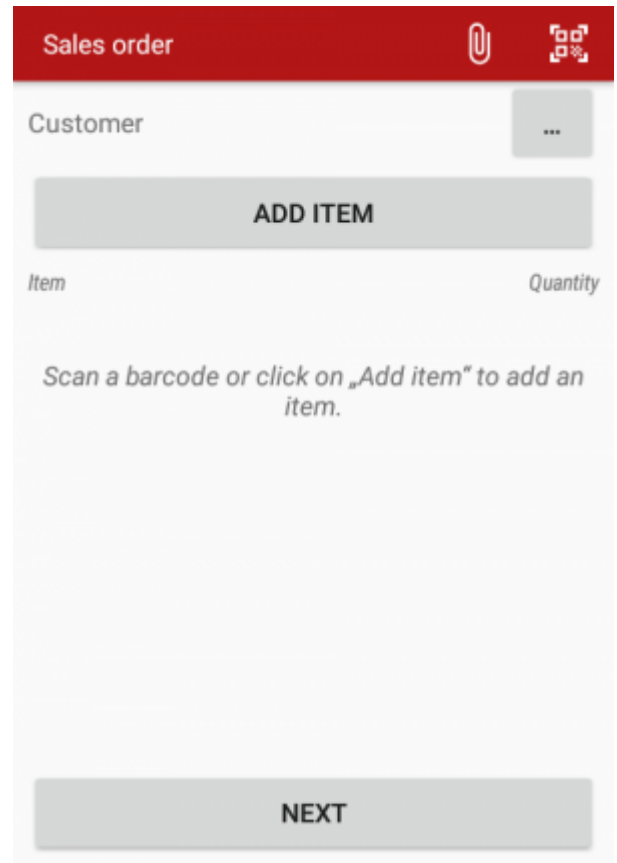 Sales order
Customer
...
ADD ITEM
Item Quantity
Scan a barcode or click on „Add item“ to add an
item.
NEXT